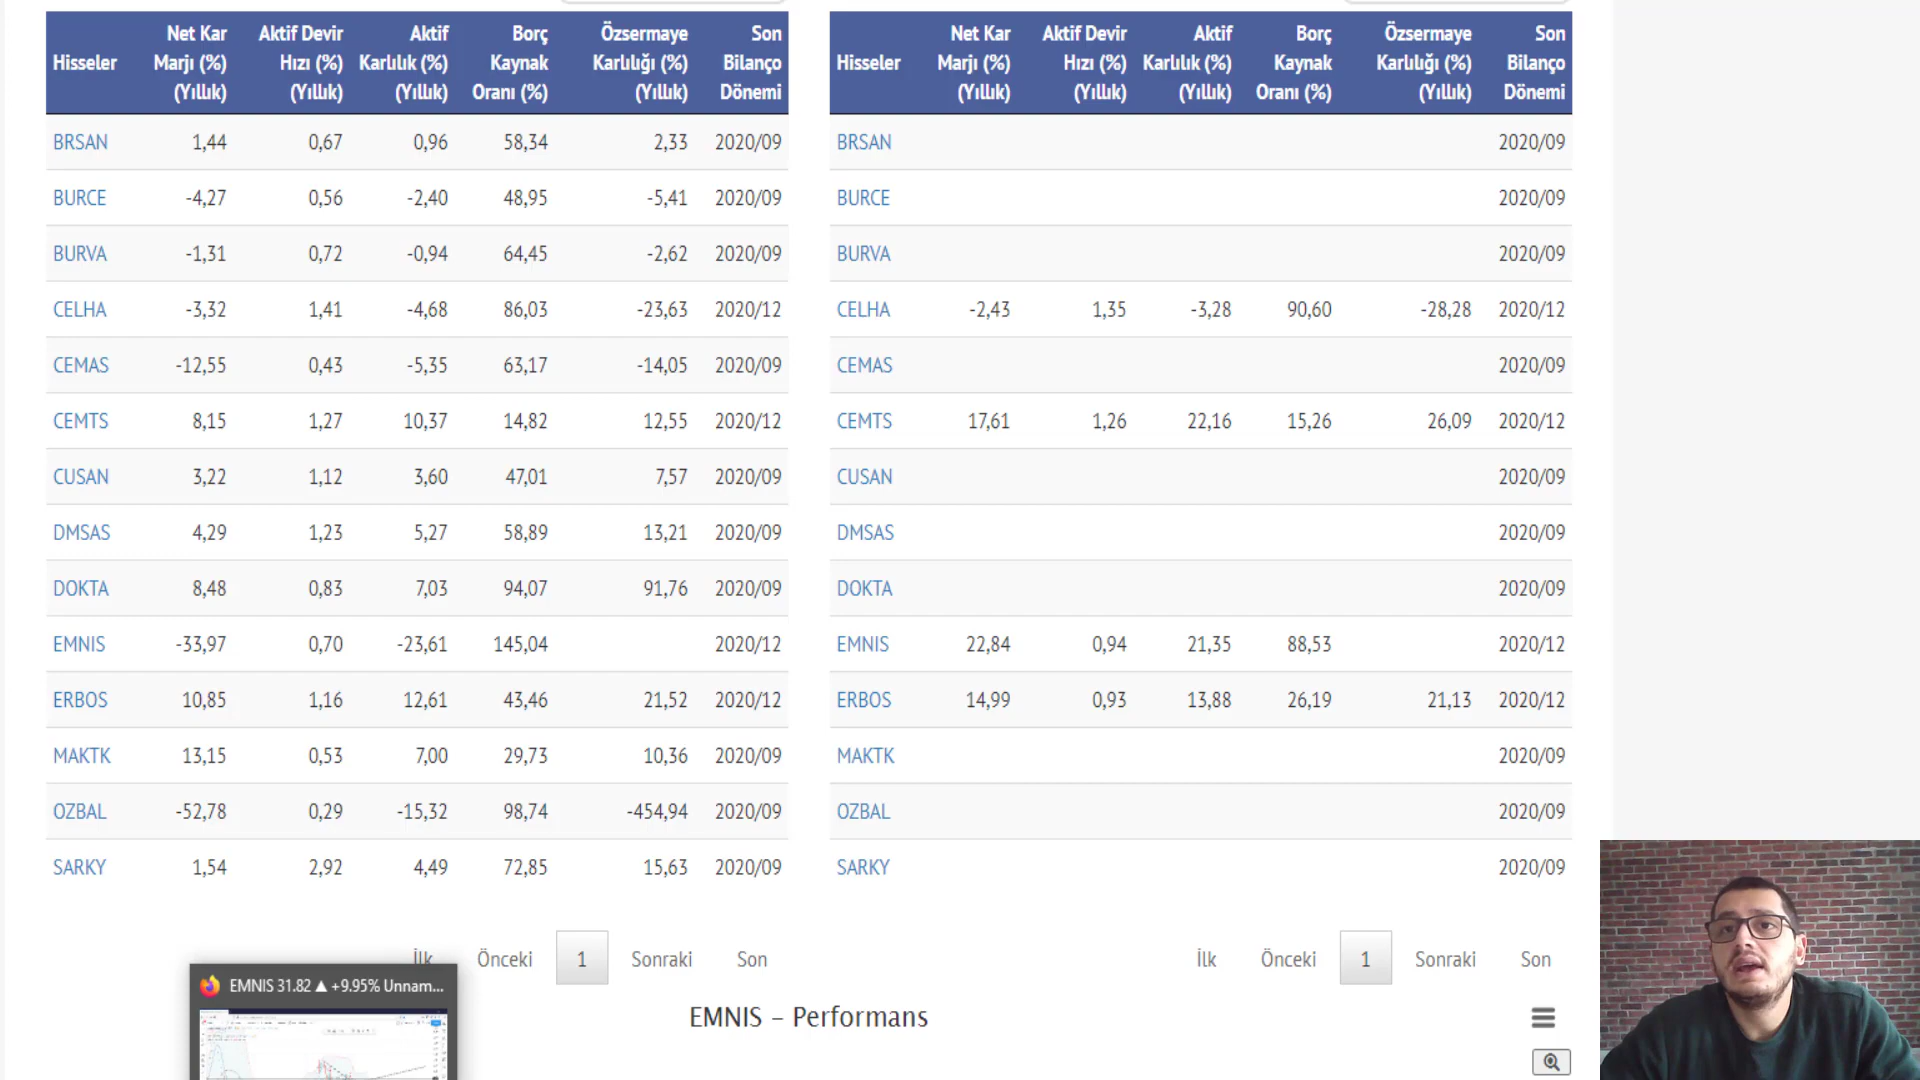 Hisseler Net Kar Marjı (%) (Yıllık) Aktif Devir Hızı (%) (Yıllık) Aktif Karlılık (%) (Yıllık) Borç Kaynak Oranı (%) Özsermaye Karlılığı (%) (Yıllık) Son Bilanço Dönemi
BRSAN 1,44 0,67 0,96 58,34 2,33 2020/09
BURCE -4,27 0,56 -2,40 48,95 -5,41 2020/09
BURVA -1,31 0,72 -0,94 64,45 -2,62 2020/09
CELHA -3,32 1,41 -4,68 86,03 -23,63 2020/12
CEMAS -12,55 0,43 -5,35 63,17 -14,05 2020/09
CEMTS 8,15 1,27 10,37 14,82 12,55 2020/12
CUSAN 3,22 1,12 3,60 47,01 7,57 2020/09
DMSAS 4,29 1,23 5,27 58,89 13,21 2020/09
DOKTA 8,48 0,83 7,03 94,07 91,76 2020/09
EMNIS -33,97 0,70 -23,61 145,04 2020/12
ERBOS 10,85 1,16 12,61 43,46 21,52 2020/12
MAKTK 13,15 0,53 7,00 29,73 10,36 2020/09
OZBAL -52,78 0,29 -15,32 98,74 -454,94 2020/09
SARKY 1,54 2,92 4,49 72,85 15,63 2020/09
İlk Önceki 1 Sonraki Son
Hisseler Net Kar Marjı (%) (Yıllık) Aktif Devir Hızı (%) (Yıllık) Aktif Karlılık (%) (Yıllık) Borç Kaynak Oranı (%) Özsermaye Karlılığı (%) (Yıllık) Son Bilanço Dönemi
BRSAN 2020/09
BURCE 2020/09
BURVA 2020/09
CELHA -2,43 1,35 -3,28 90,60 -28,28 2020/12
CEMAS 2020/09
CEMTS 17,61 1,26 22,16 15,26 26,09 2020/12
CUSAN 2020/09
DMSAS 2020/09
DOKTA 2020/09
EMNIS 22,84 0,94 21,35 88,53 2020/12
ERBOS 14,99 0,93 13,88 26,19 21,13 2020/12
MAKTK 2020/09
OZBAL 2020/09
SARKY 2020/09
İlk Önceki 1 Sonraki Son
EMNIS 31.82 ▲ +9.95% Unnam...
EMNIS – Performans